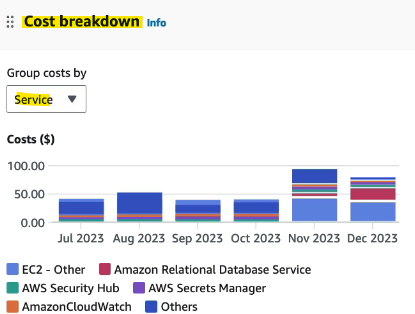 Cost breakdown Info
Group costs by
Service
Costs ($)
100.00
50.00
0.00
Jul 2023 Aug 2023 Sep 2023 Oct 2023 Nov 2023 Dec 2023
EC2 - Other Amazon Relational Database Service
AWS Security Hub AWS Secrets Manager
AmazonCloudWatch Others